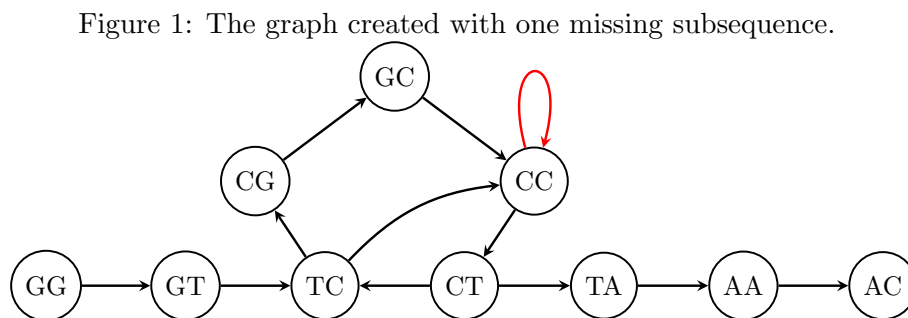 Figure 1: The graph created with one missing subsequence.
GC
CG CC
GG GT TC CT TA AA AC